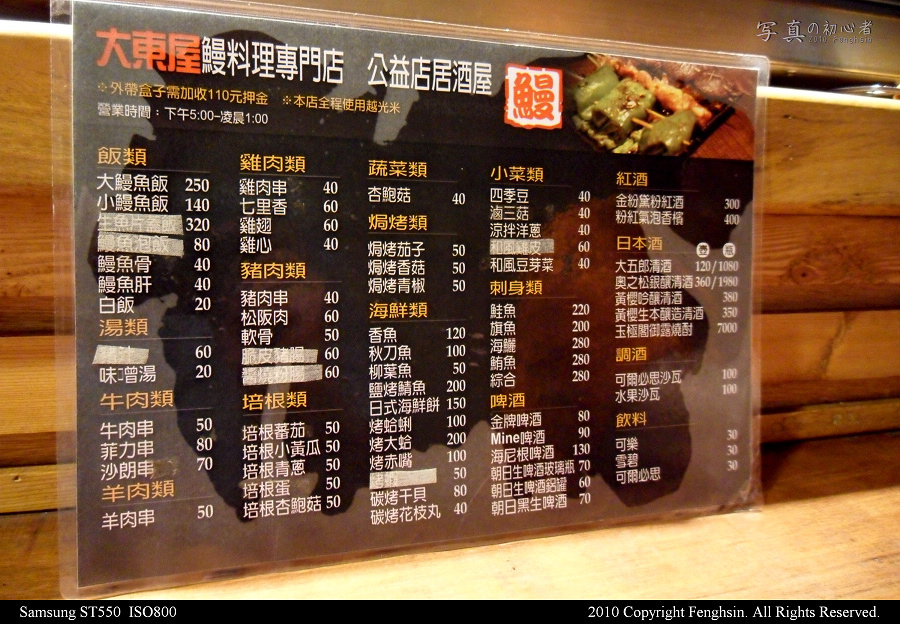 写真の初心者
2010 Fenghsin
大東屋鰻料理專門店 公益店居酒屋
鰻
※外帶盒子需加收110元押金 ※本店全程使用越光米
營業時間：下午5:00–凌晨1:00
飯類
大鰻魚飯 250
小鰻魚飯 140
320
鰻魚泡飯 80
鰻魚骨 40
鰻魚肝 40
白飯 20
湯類
60
味噌湯 20
牛肉類
牛肉串 50
菲力串 80
沙朗串 70
羊肉類
羊肉串 50
雞肉類
雞肉串 40
七里香 60
雞翅 60
雞心 40
豬肉類
豬肉串 40
松阪肉 60
軟骨 50
脆皮豬腸 60
60
培根類
培根蕃茄 50
培根小黃瓜 50
培根青蔥 50
培根蛋 50
培根杏鮑菇 50
蔬菜類
杏鮑菇 40
焗烤類
焗烤茄子 50
焗烤香菇 50
焗烤青椒 50
海鮮類
香魚 120
秋刀魚 100
柳葉魚 50
鹽烤鯖魚 200
日式海鮮餅 150
烤蛤蜊 100
烤大蛤 200
烤赤嘴 100
50
碳烤干貝 80
碳烤花枝丸 40
小菜類
四季豆 40
滷三菇 40
涼拌洋蔥 40
和風雞皮 60
和風豆芽菜 40
刺身類
鮭魚 220
旗魚 200
海鱺 280
鮪魚 280
綜合 280
啤酒
金牌啤酒 80
Mine啤酒 90
海尼根啤酒 130
朝日生啤酒玻璃瓶 70
朝日生啤酒鋁罐 60
朝日黑生啤酒 70
紅酒
金粉黛粉紅酒 300
粉紅氣泡香檳 400
日本酒
大五郎清酒 120/1080
奧之松銀釀清酒 360/1980
黃櫻吟釀清酒 380
黃櫻生本釀造清酒 350
玉極閣御露燒酎 7000
調酒
可爾必思沙瓦 100
水果沙瓦 100
飲料
可樂 30
雪碧 30
可爾必思 30
Samsung ST550 ISO800
2010 Copyright Fenghsin. All Rights Reserved.